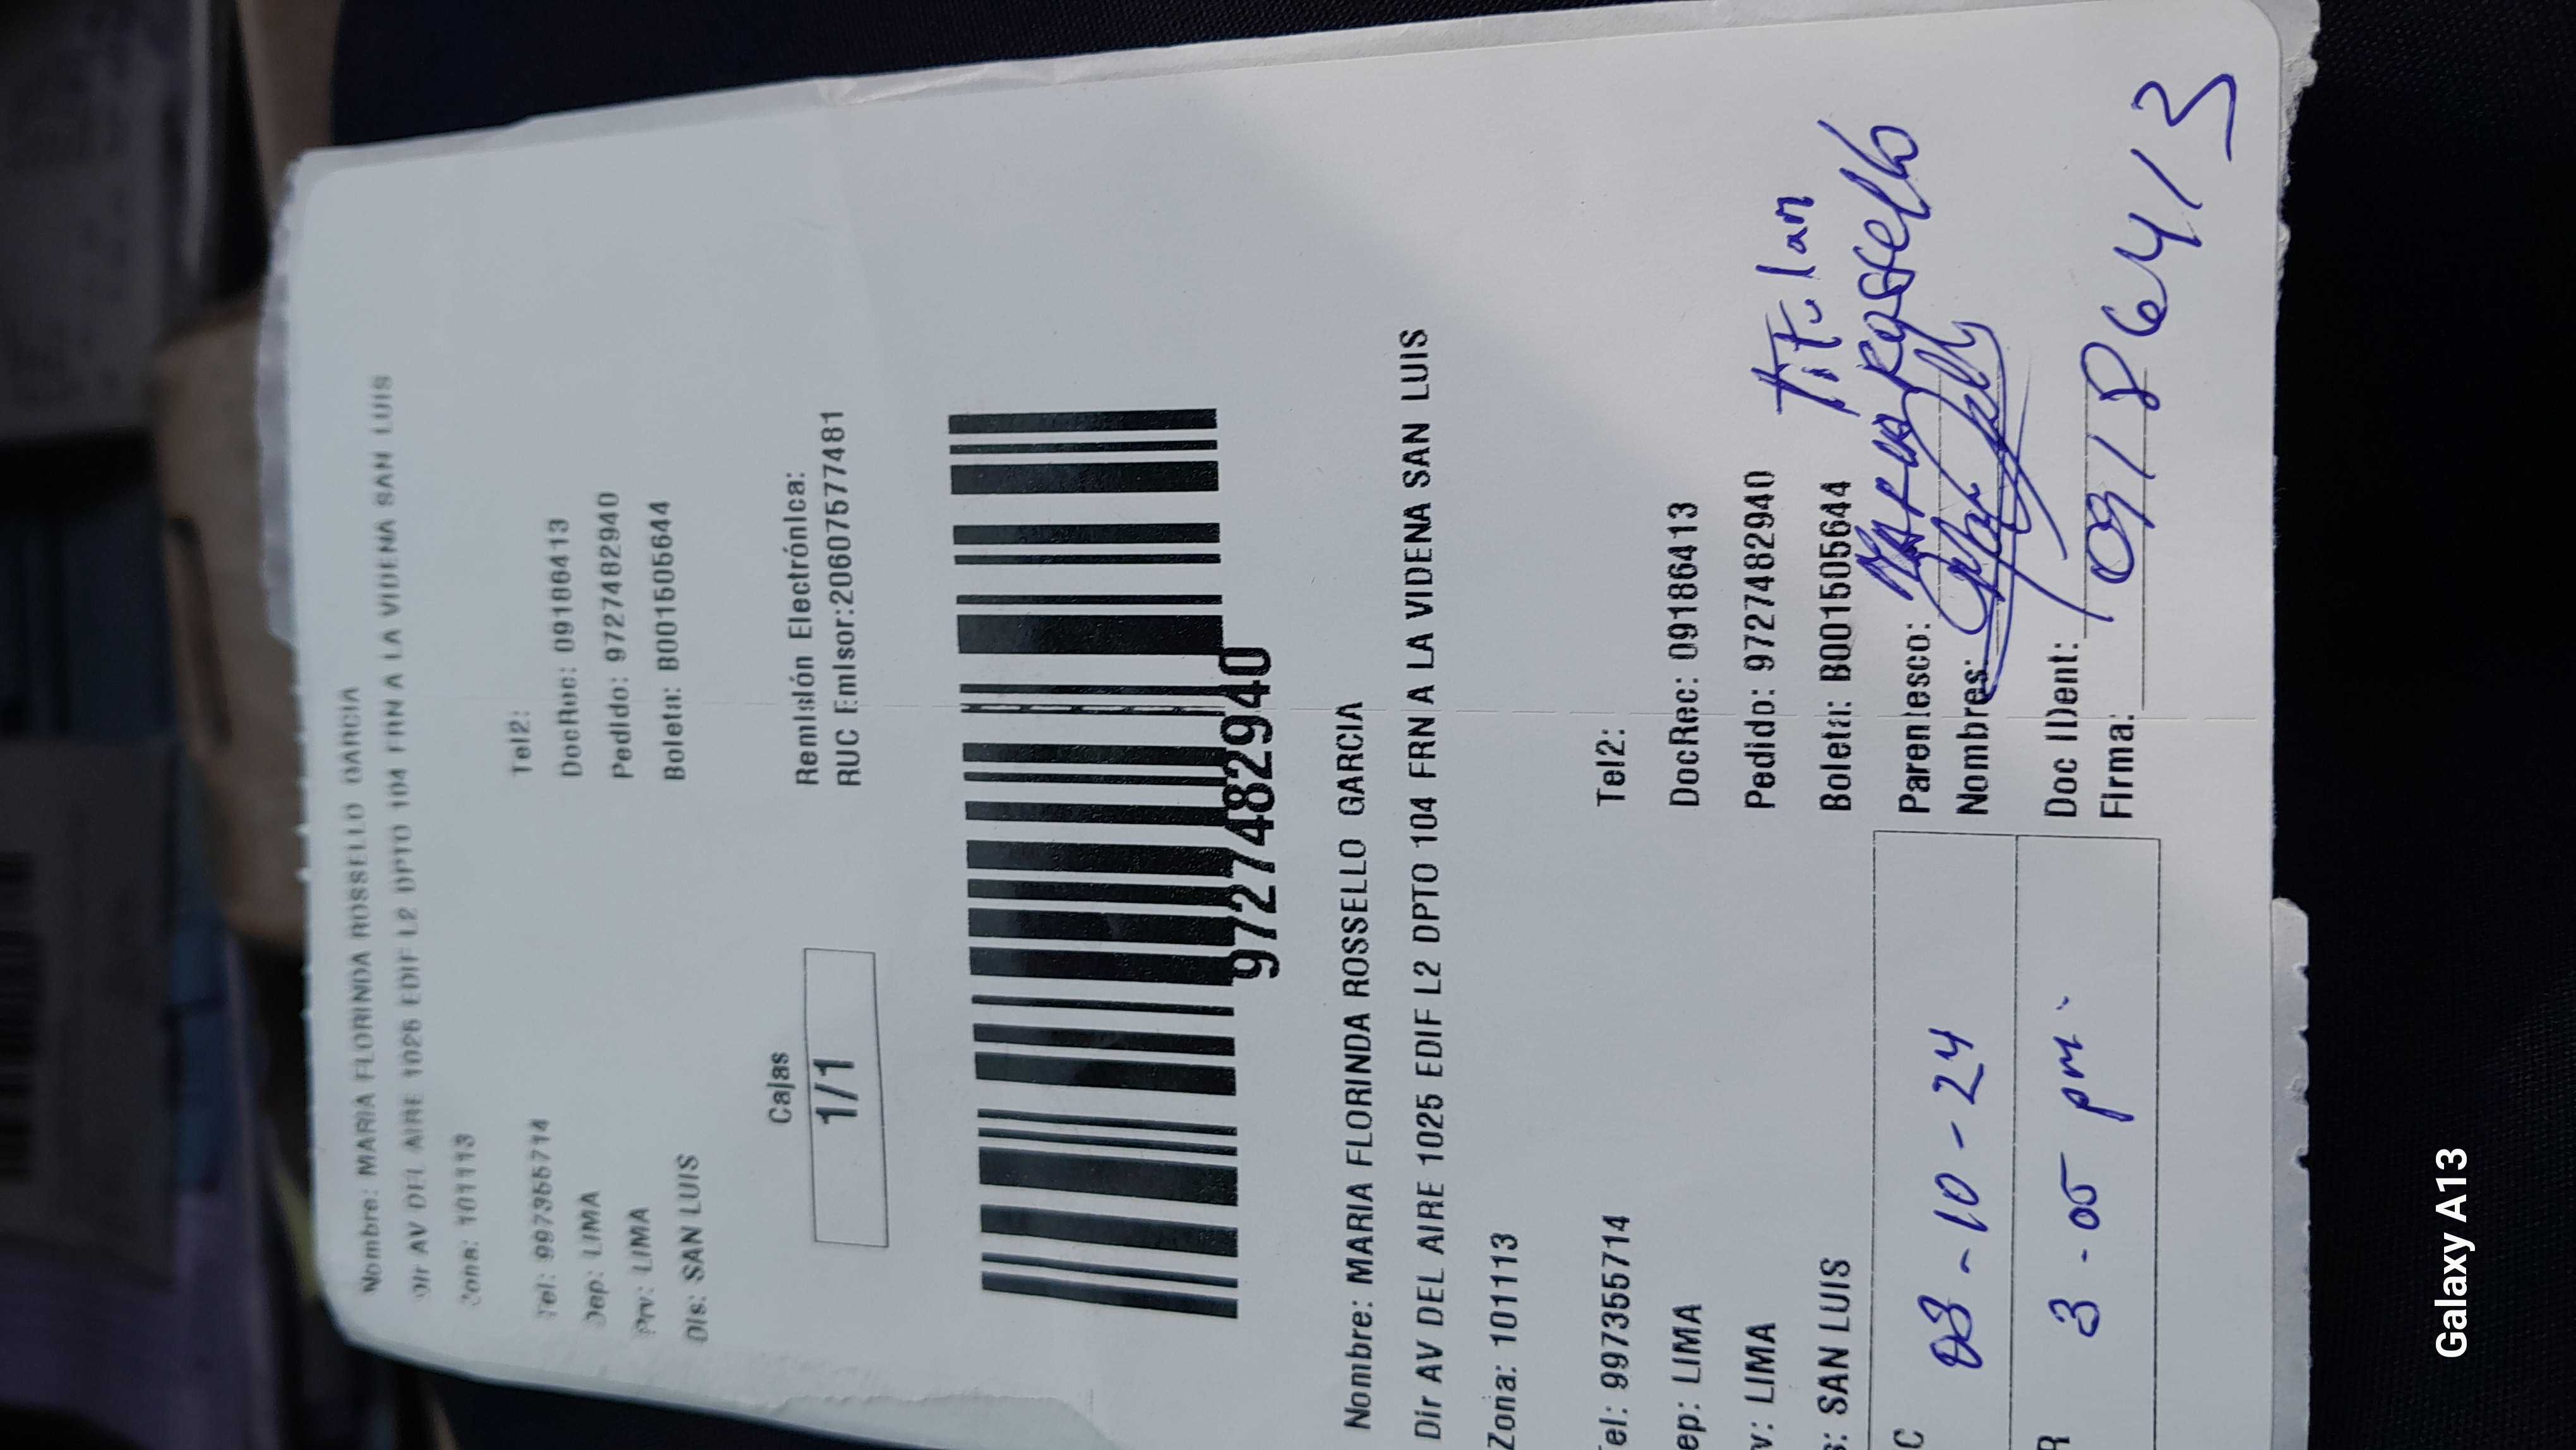 Nombre: MARIA FLORINDA ROSSELLO GARCIA
Dir AV DEL AIRE 1025 EDIF L2 DPTO 104 FRN A LA VIDENA SAN LUIS
Zona: 101113
Tel: 997355714 Tel2:
Dep: LIMA DocRec: 09186413
Prv: LIMA Pedido: 9727482940
Dis: SAN LUIS Boleta: B001505644
Cajas Remisión Electrónica:
1/1 RUC Emisor:20607577481
9727482940
Nombre: MARIA FLORINDA ROSSELLO GARCIA
Dir AV DEL AIRE 1025 EDIF L2 DPTO 104 FRN A LA VIDENA SAN LUIS
Zona: 101113
Tel: 997355714 Tel2:
ep: LIMA DocRec: 09186413
v: LIMA Pedido: 9727482940 Titular
s: SAN LUIS Boleta: B001505644
C 03-10-24 Parentesco: Maria Rossello
Nombres:
R 3-05 pm. Doc IDent: 09186413
Firma:
Galaxy A13